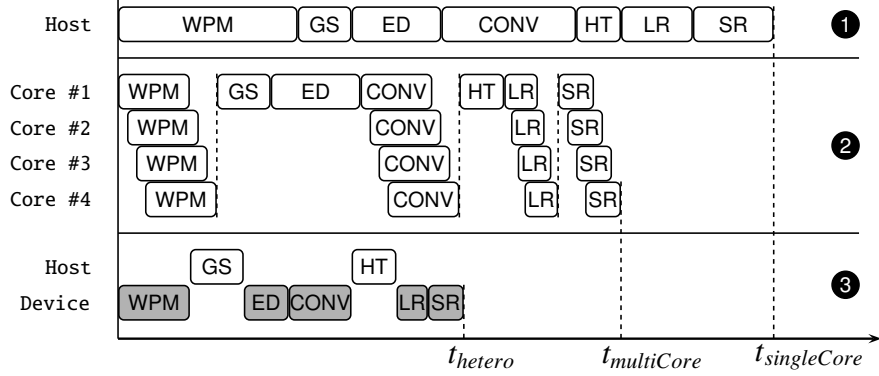 Host WPM GS ED CONV HT LR SR 1
Core #1 WPM GS ED CONV HT LR SR
Core #2 WPM CONV LR SR
2
Core #3 WPM CONV LR SR
Core #4 WPM CONV LR SR
Host GS HT
3
Device WPM ED CONV LR SR
t_hetero t_multiCore t_singleCore